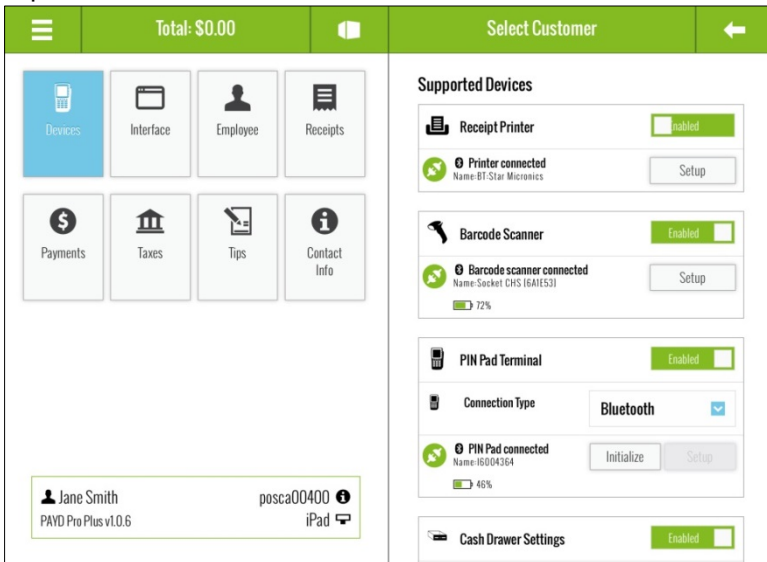 Total: $0.00
Select Customer
Devices
Interface
Employee
Receipts
Payments
Taxes
Tips
Contact
Info
Jane Smith
posca00400
PAYD Pro Plus v1.0.6
iPad
Supported Devices
Receipt Printer
nabled
Printer connected
Name:BT:Star Micronics
Setup
Barcode Scanner
Enabled
Barcode scanner connected
Name:Socket CHS [6A1E53]
Setup
72%
PIN Pad Terminal
Enabled
Connection Type
Bluetooth
PIN Pad connected
Name:I6004364
Initialize
Setup
46%
Cash Drawer Settings
Enabled